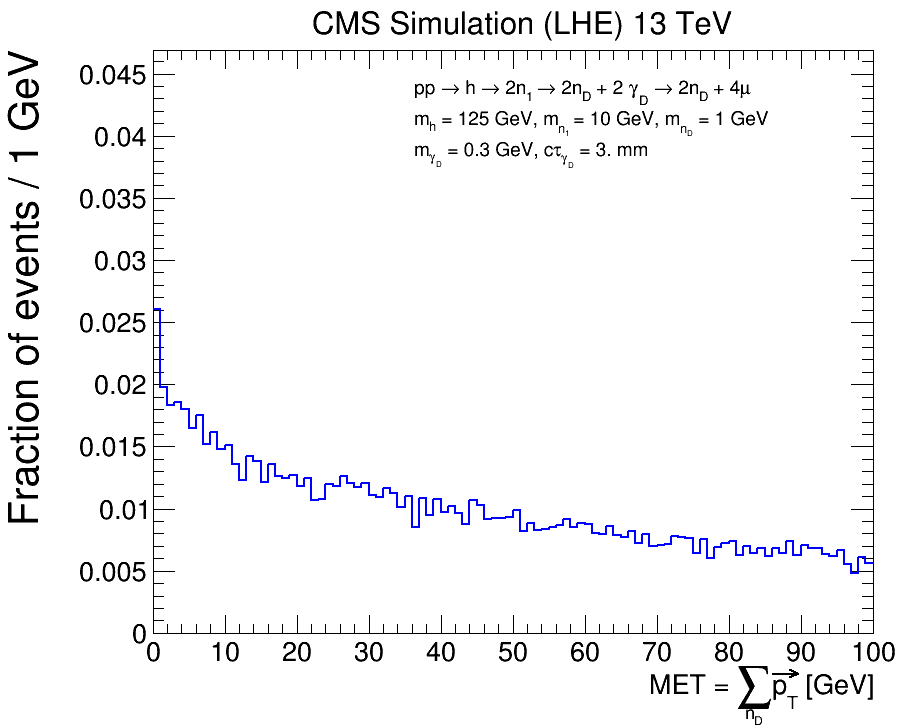 CMS Simulation (LHE) 13 TeV
Fraction of events / 1 GeV
pp → h → 2n₁ → 2n_D + 2 γ_D → 2n_D + 4μ
m_h = 125 GeV, m_n₁ = 10 GeV, m_n_D = 1 GeV
m_γ_D = 0.3 GeV, cτ_γ_D = 3. mm
0.045
0.04
0.035
0.03
0.025
0.02
0.015
0.01
0.005
0
0 10 20 30 40 50 60 70 80 90 100
MET = ∑_n_D p_T→ [GeV]